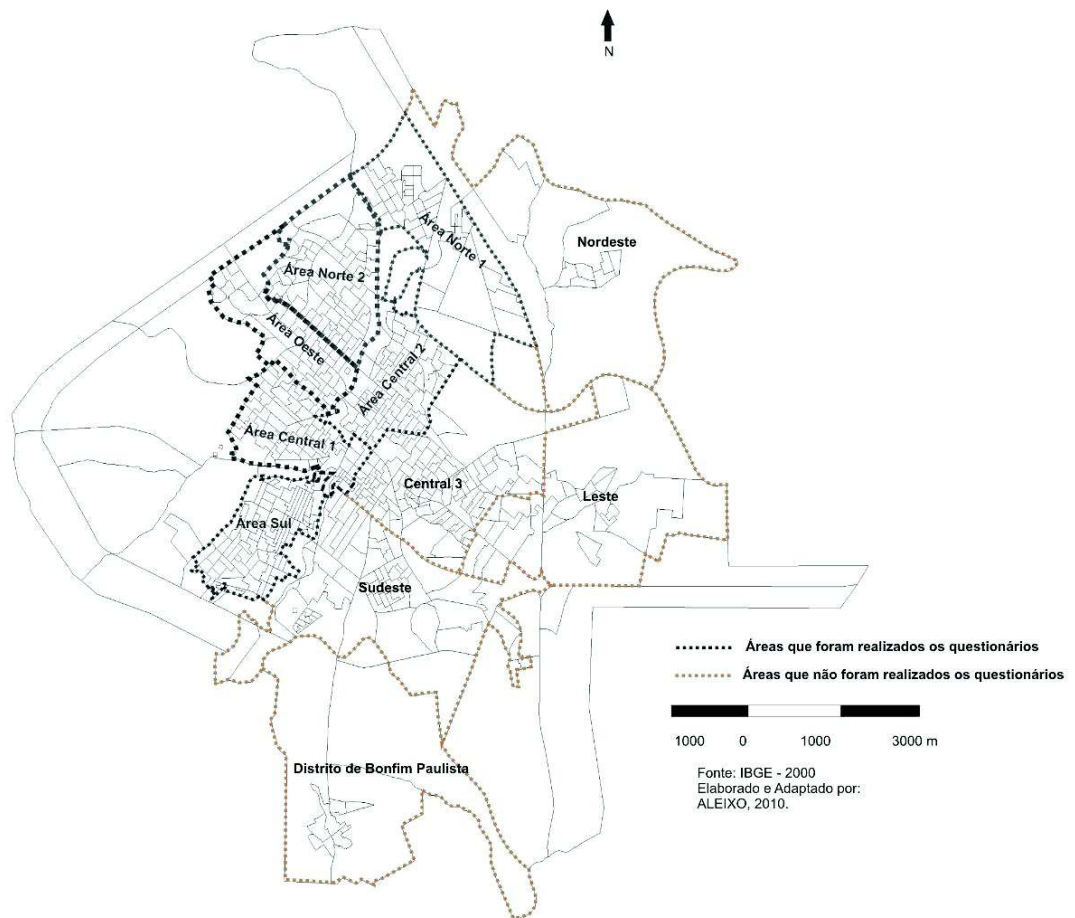 N
Área Norte 1
Nordeste
Área Norte 2
Área Oeste
Área Central 2
Área Central 1
Central 3
Leste
Área Sul
Sudeste
Áreas que foram realizados os questionários
Áreas que não foram realizados os questionários
1000 0 1000 3000 m
Distrito de Bonfim Paulista
Fonte: IBGE - 2000
Elaborado e Adaptado por:
ALEIXO, 2010.